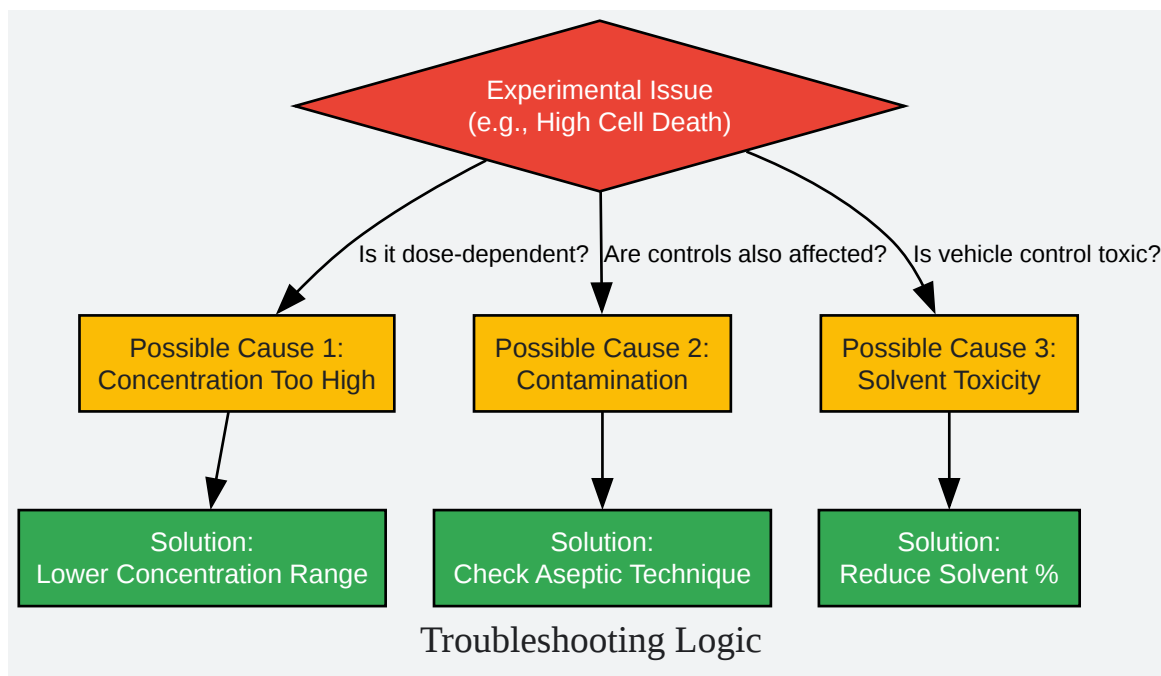 Experimental Issue
(e.g., High Cell Death)
Is it dose-dependent?
Are controls also affected?
Is vehicle control toxic?
Possible Cause 1:
Concentration Too High
Possible Cause 2:
Contamination
Possible Cause 3:
Solvent Toxicity
Solution:
Lower Concentration Range
Solution:
Check Aseptic Technique
Solution:
Reduce Solvent %
Troubleshooting Logic